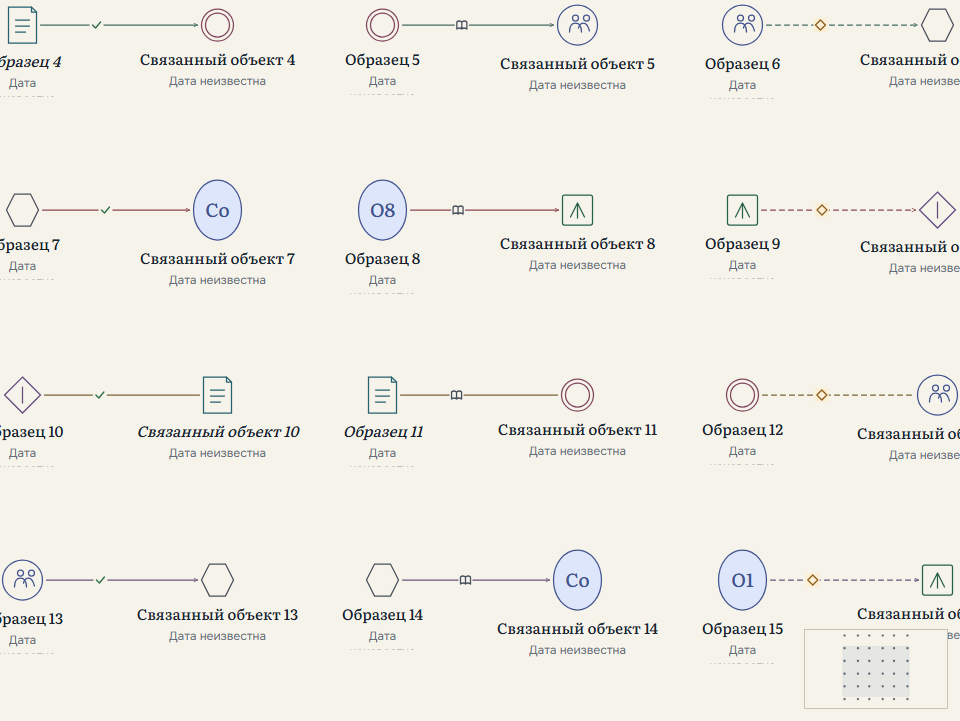 бразец 4
Дата
Связанный объект 4
Дата неизвестна
Образец 5
Дата
Связанный объект 5
Дата неизвестна
Образец 6
Дата
Связанный о
Дата неизве
бразец 7
Дата
Co
Связанный объект 7
Дата неизвестна
O8
Образец 8
Дата
Связанный объект 8
Дата неизвестна
Образец 9
Дата
Связанный о
Дата неизве
бразец 10
Дата
Связанный объект 10
Дата неизвестна
Образец 11
Дата
Связанный объект 11
Дата неизвестна
Образец 12
Дата
Связанный об
Дата неизве
бразец 13
Дата
Связанный объект 13
Дата неизвестна
Образец 14
Дата
Co
Связанный объект 14
Дата неизвестна
O1
Образец 15
Дата
Связанный об